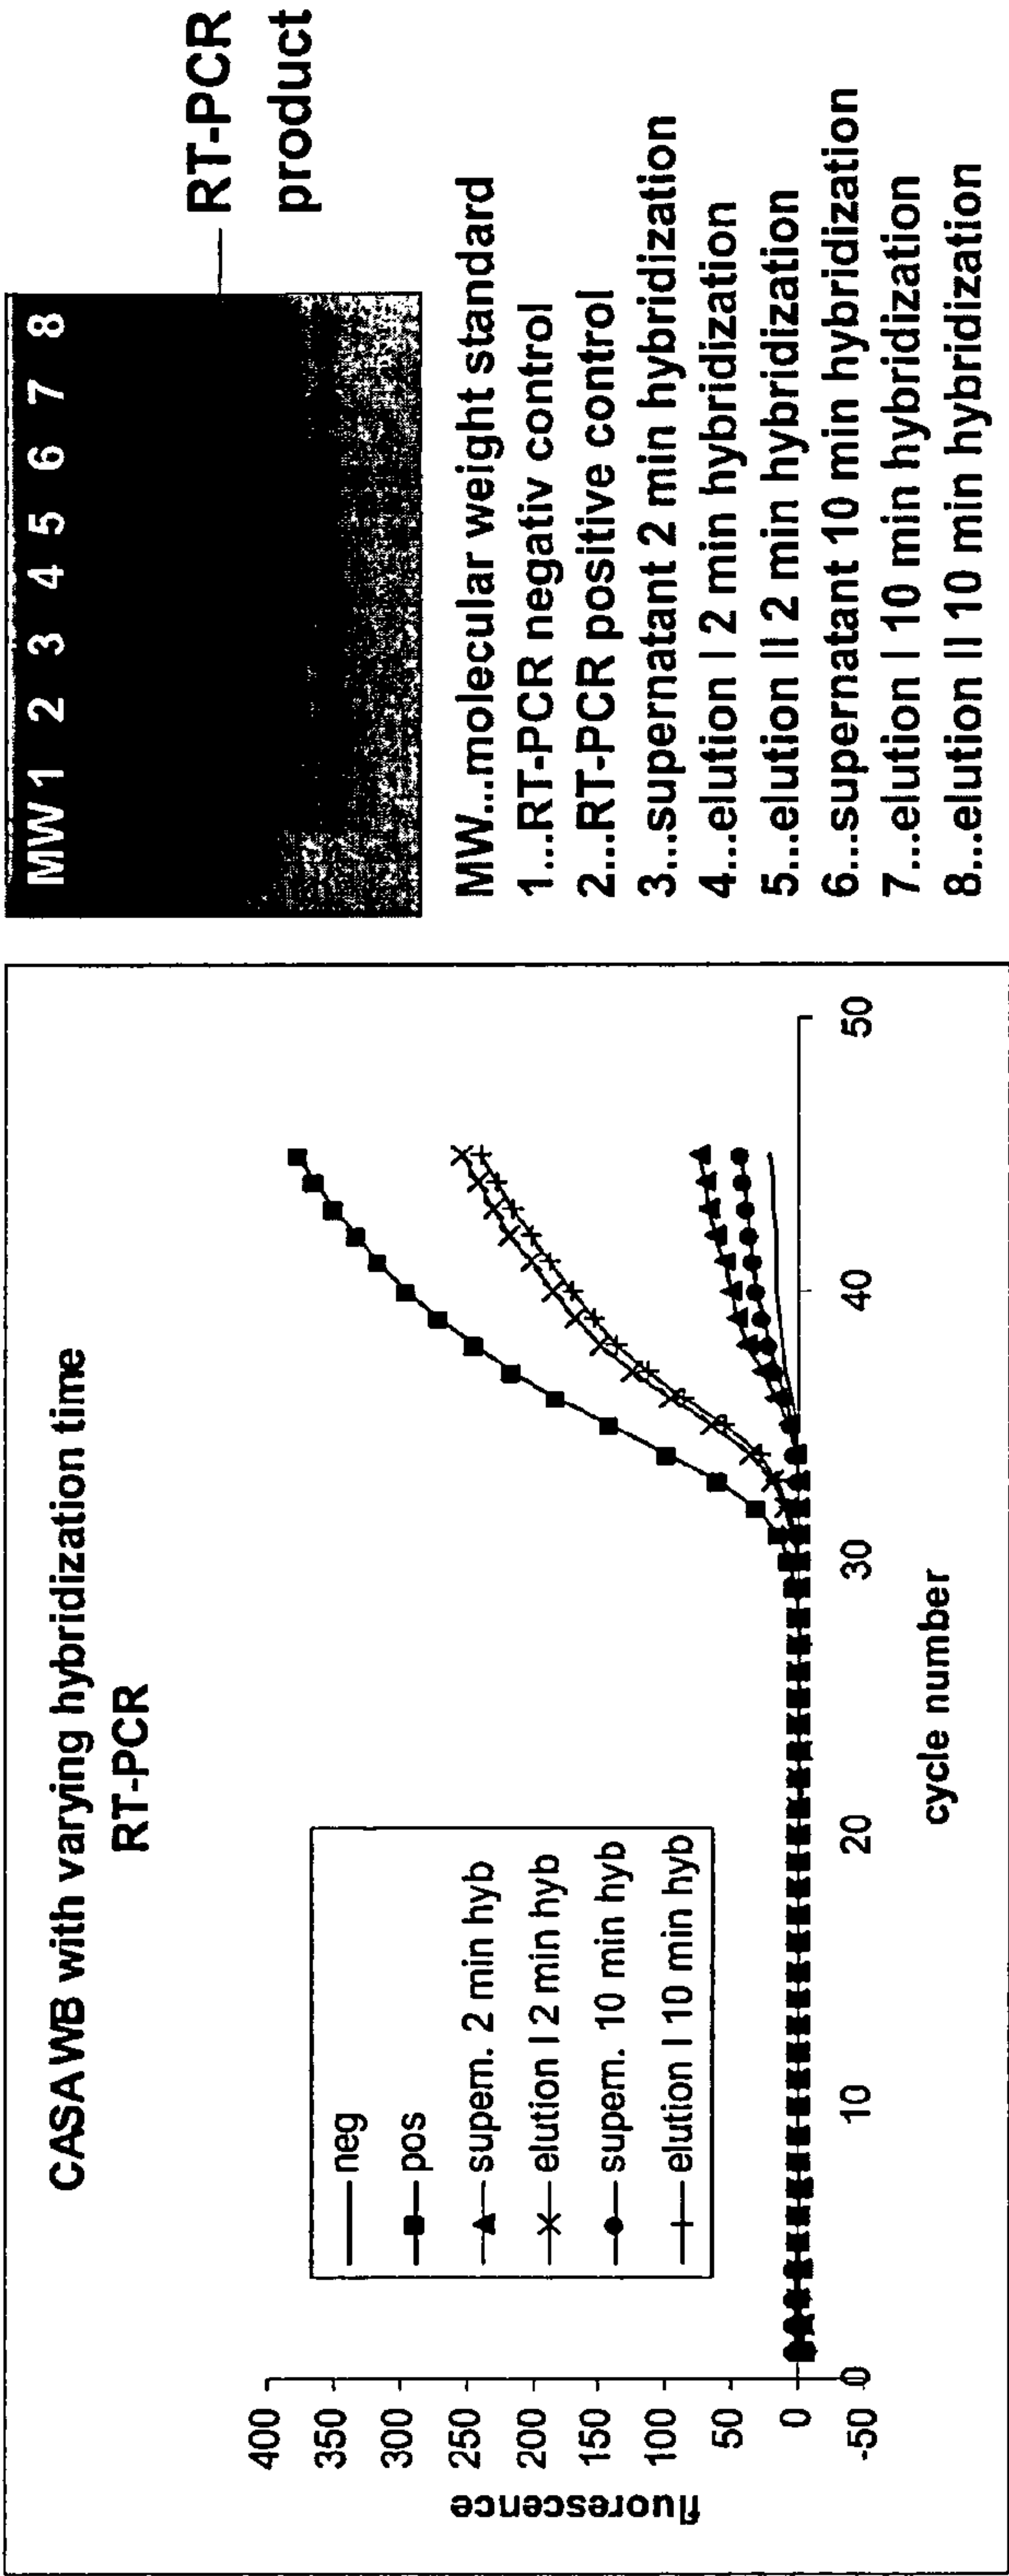 CASAWB with varying hybridization time
RT-PCR
fluorescence
400
350
300
250
200
150
100
50
0
-50
neg
pos
supem. 2 min hyb
elution I 2 min hyb
supem. 10 min hyb
elution I 10 min hyb
0
10
20
30
40
50
cycle number
MW 1 2 3 4 5 6 7 8
RT-PCR
product
MW...molecular weight standard
1...RT-PCR negativ control
2...RT-PCR positive control
3...supernatant 2 min hybridization
4...elution I 2 min hybridization
5...elution II 2 min hybridization
6...supernatant 10 min hybridization
7...elution I 10 min hybridization
8...elution II 10 min hybridization